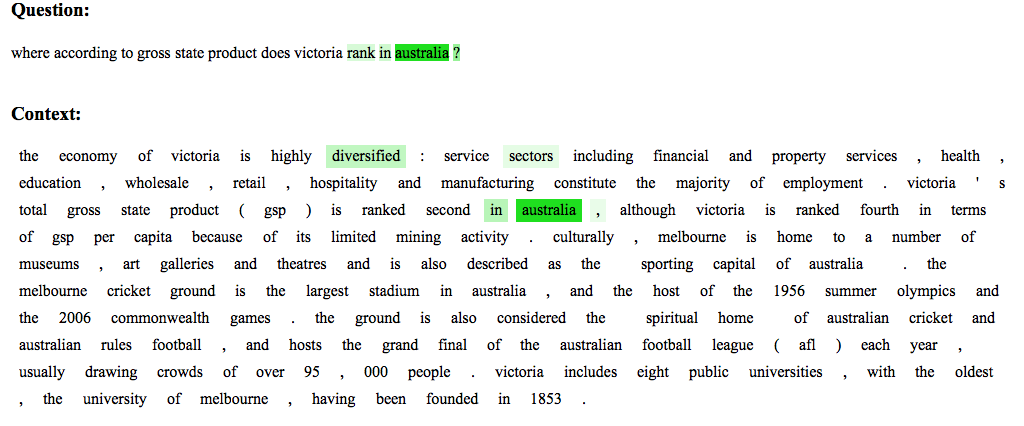 Question:
where according to gross state product does victoria rank in australia ?
Context:
the economy of victoria is highly diversified : service sectors including financial and property services , health ,
education , wholesale , retail , hospitality and manufacturing constitute the majority of employment . victoria ' s
total gross state product ( gsp ) is ranked second in australia , although victoria is ranked fourth in terms
of gsp per capita because of its limited mining activity . culturally , melbourne is home to a number of
museums , art galleries and theatres and is also described as the sporting capital of australia . the
melbourne cricket ground is the largest stadium in australia , and the host of the 1956 summer olympics and
the 2006 commonwealth games . the ground is also considered the spiritual home of australian cricket and
australian rules football , and hosts the grand final of the australian football league ( afl ) each year ,
usually drawing crowds of over 95 , 000 people . victoria includes eight public universities , with the oldest
, the university of melbourne , having been founded in 1853 .